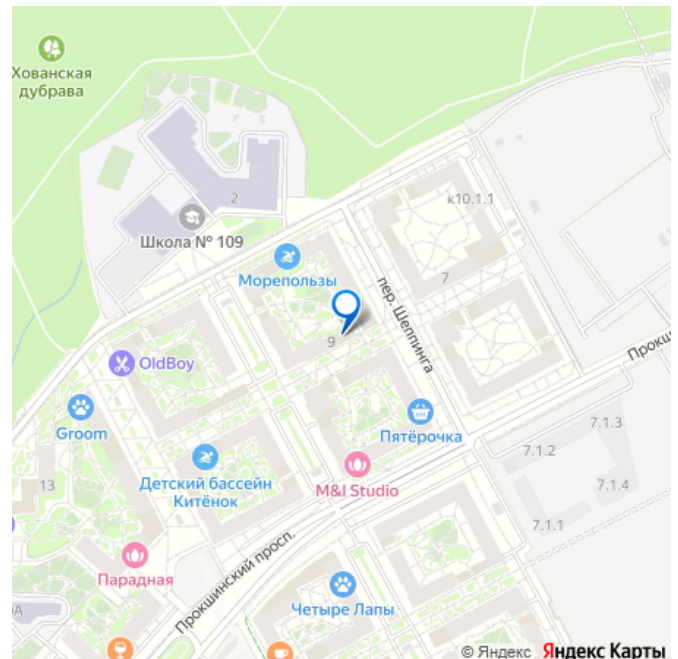 Хованская
дубрава
к10.1.1
2
Школа № 109
Морепользы
7
пер. Шеппинга
9
OldBoy
Прокш
Groom
Пятёрочка
7.1.3
7.1.2
Детский бассейн
Китёнок
M&I Studio
7.1.4
13
7.1.1
Прокшинский просп.
Парадная
Четыре Лапы
© Яндекс Яндекс Карты